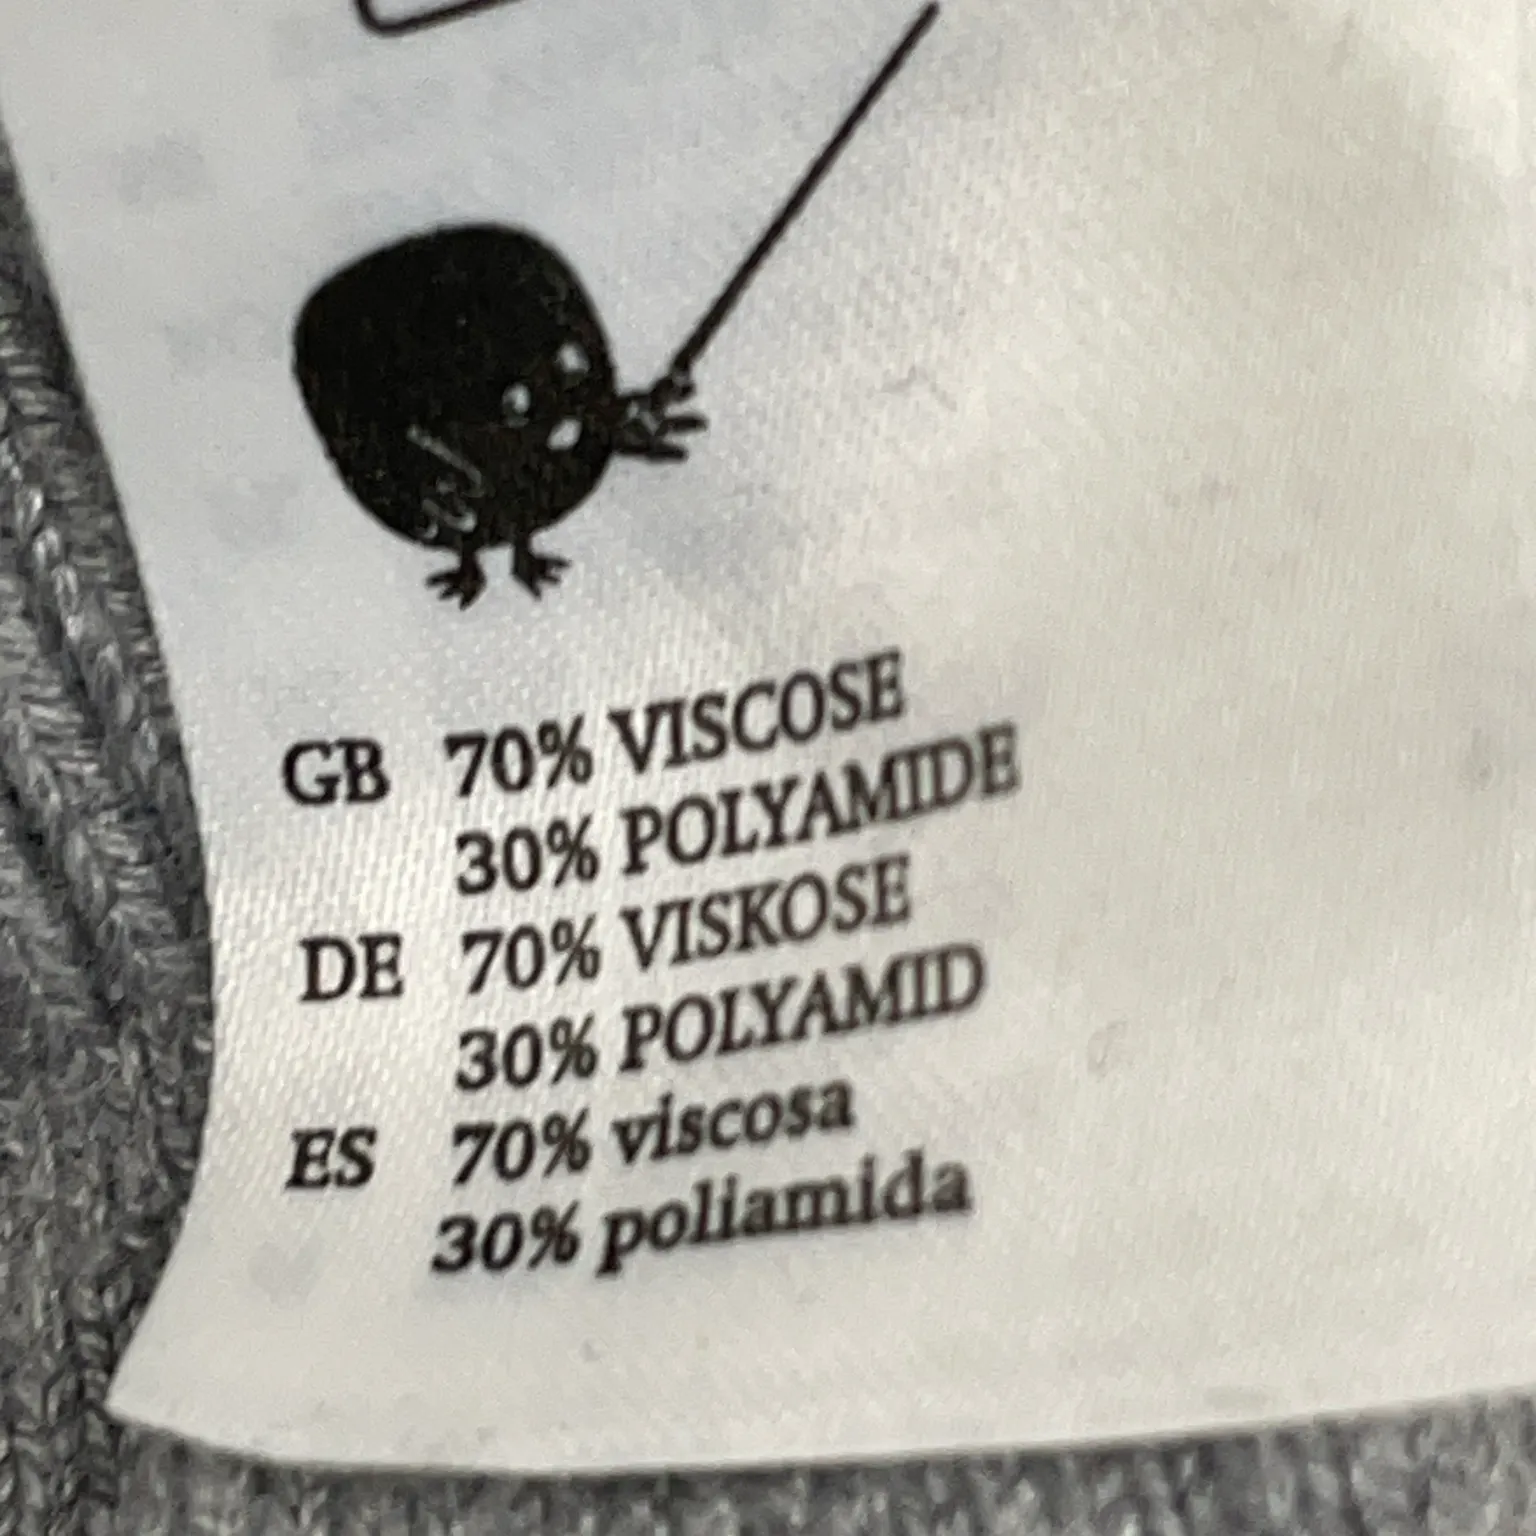 GB 70% VISCOSE
30% POLYAMIDE
DE 70% VISKOSE
30% POLYAMID
ES 70% viscosa
30% poliamida